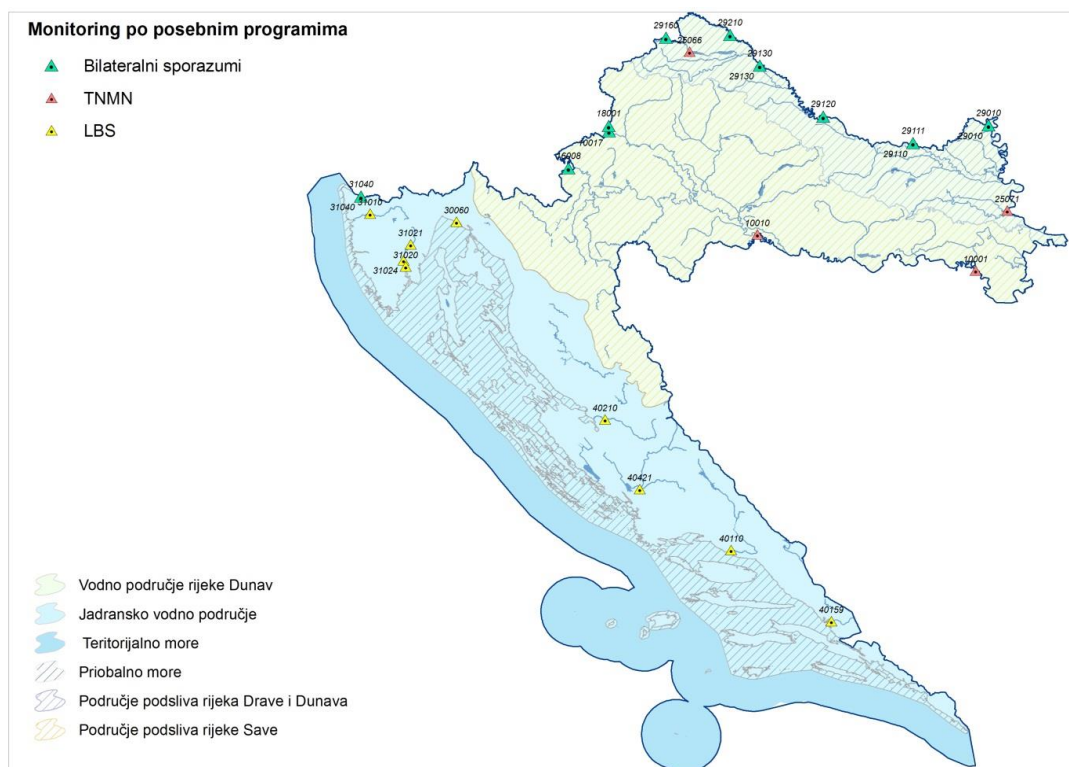 Monitoring po posebnim programima
Bilateralni sporazumi
TNMN
LBS
29160
29210
25066
29130
29130
29120
18001
10017
29111
29110
29010
29010
16008
31040
31010
31040
30060
31021
31020
31024
10010
25071
10001
40210
40421
40110
40159
Vodno područje rijeke Dunav
Jadransko vodno područje
Teritorijalno more
Priobalno more
Područje podsliva rijeka Drave i Dunava
Područje podsliva rijeke Save